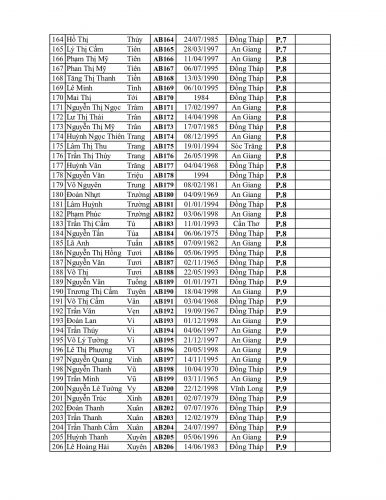 164 Hồ Thị Thúy AB164 24/07/1985 Đồng Tháp P.7
165 Lý Thị Cẩm Tiên AB165 28/03/1997 An Giang P.7
166 Phạm Thị Mỹ Tiên AB166 11/04/1997 An Giang P.8
167 Phan Thị Mỹ Tiên AB167 06/07/1995 Đồng Tháp P.8
168 Tăng Thị Thanh Tiền AB168 13/03/1990 Đồng Tháp P.8
169 Lê Minh Tính AB169 06/10/1995 Đồng Tháp P.8
170 Mai Thị Tới AB170 1984 Đồng Tháp P.8
171 Nguyễn Thị Ngọc Trâm AB171 17/02/1997 An Giang P.8
172 Lư Thị Thái Trân AB172 14/04/1998 An Giang P.8
173 Nguyễn Thị Mỹ Trân AB173 17/07/1985 Đồng Tháp P.8
174 Huỳnh Ngọc Thiên Trang AB174 08/12/1995 An Giang P.8
175 Lâm Thị Thu Trang AB175 19/01/1994 Sóc Trăng P.8
176 Trần Thị Thùy Trang AB176 26/05/1998 An Giang P.8
177 Huỳnh Văn Trăng AB177 04/04/1968 Đồng Tháp P.8
178 Nguyễn Văn Triệu AB178 1994 Đồng Tháp P.8
179 Võ Nguyên Trung AB179 08/02/1981 An Giang P.8
180 Đoàn Nhựt Trường AB180 04/09/1969 An Giang P.8
181 Lâm Huỳnh Trường AB181 01/01/1994 Đồng Tháp P.8
182 Phạm Phúc Trường AB182 03/06/1998 An Giang P.8
183 Trần Thị Cẩm Tú AB183 11/01/1993 Cần Thơ P.8
184 Nguyễn Tấn Tùa AB184 06/06/1975 Đồng Tháp P.8
185 Lã Anh Tuấn AB185 07/09/1982 An Giang P.8
186 Nguyễn Thị Hồng Tươi AB186 05/06/1995 Đồng Tháp P.8
187 Nguyễn Văn Tươi AB187 02/11/1965 Đồng Tháp P.8
188 Võ Thị Tươi AB188 22/05/1993 Đồng Tháp P.8
189 Nguyễn Văn Tường AB189 01/01/1971 Đồng Tháp P.9
190 Trương Thị Cẩm Tuyên AB190 18/04/1998 An Giang P.9
191 Võ Thị Cẩm Vân AB191 03/04/1968 Đồng Tháp P.9
192 Trần Văn Vẹn AB192 19/09/1967 Đồng Tháp P.9
193 Đoàn Lan Vi AB193 01/12/1998 An Giang P.9
194 Trần Thúy Vi AB194 04/06/1997 An Giang P.9
195 Võ Lý Tường Vi AB195 21/12/1997 An Giang P.9
196 Lê Thị Phượng Vĩ AB196 20/05/1998 An Giang P.9
197 Nguyễn Quang Vinh AB197 14/11/1995 An Giang P.9
198 Nguyễn Thanh Vũ AB198 10/04/1970 Đồng Tháp P.9
199 Trần Minh Vũ AB199 03/11/1965 An Giang P.9
200 Nguyễn Lê Tường Vy AB200 22/12/1998 Vĩnh Long P.9
201 Nguyễn Trúc Xinh AB201 02/07/1979 Đồng Tháp P.9
202 Đoàn Thanh Xuân AB202 07/07/1976 Đồng Tháp P.9
203 Trần Thanh Xuân AB203 12/02/1979 Đồng Tháp P.9
204 Trần Thanh Cẩm Xuân AB204 24/07/1997 Đồng Tháp P.9
205 Huỳnh Thanh Xuyên AB205 05/06/1996 An Giang P.9
206 Lê Hoàng Hải Xuyên AB206 14/06/1983 Đồng Tháp P.9